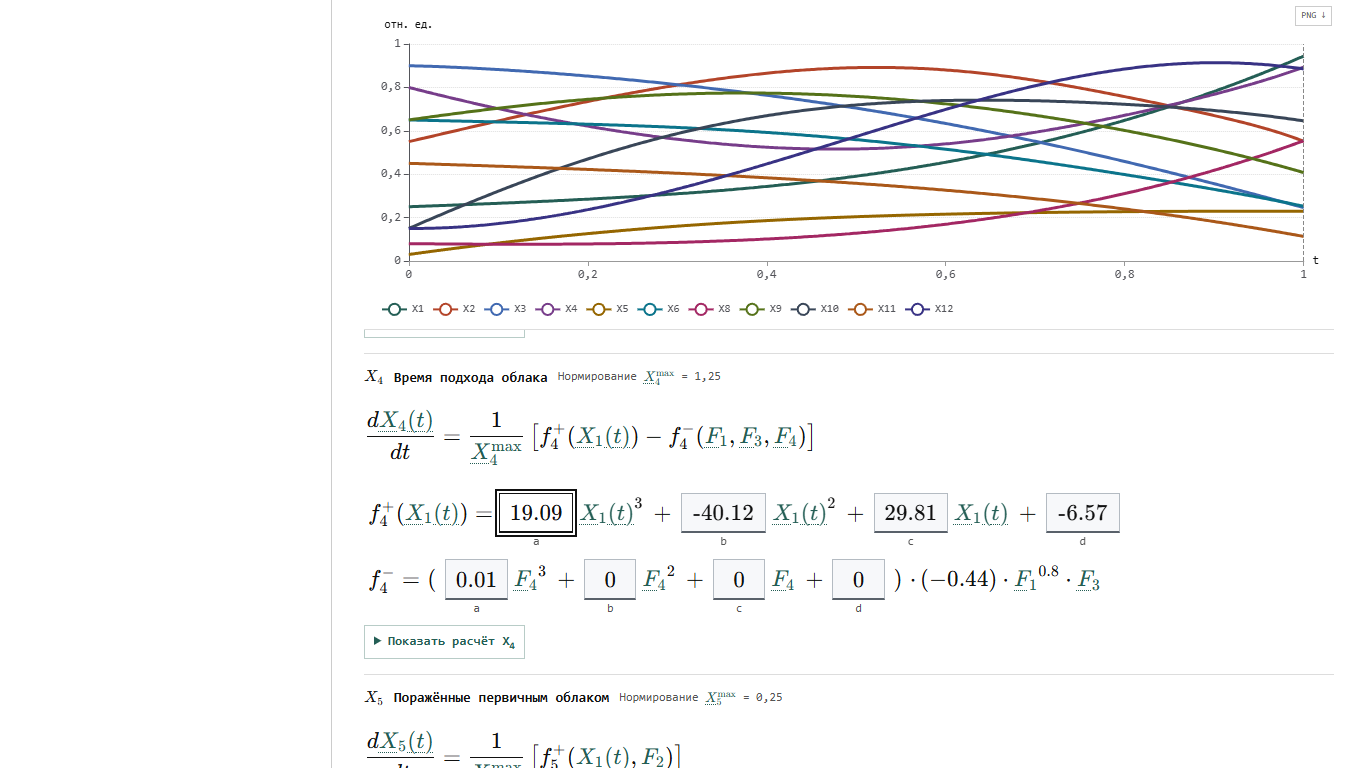 PNG ↓
отн. ед.
1
0,8
0,6
0,4
0,2
0
0 0,2 0,4 0,6 0,8 1
t
X1 X2 X3 X4 X5 X6 X8 X9 X10 X11 X12
X₄ Время подхода облака Нормирование X₄ᵐᵃˣ = 1,25
dX₄(t)/dt = 1/X₄ᵐᵃˣ [f₄⁺(X₁(t)) − f₄⁻(F₁, F₃, F₄)]
f₄⁺(X₁(t)) = 19.09 X₁(t)³ + -40.12 X₁(t)² + 29.81 X₁(t) + -6.57
a b c d
f₄⁻ = ( 0.01 F₄³ + 0 F₄² + 0 F₄ + 0 ) · (−0.44) · F₁^0.8 · F₃
a b c d
▶ Показать расчёт X₄
X₅ Поражённые первичным облаком Нормирование X₅ᵐᵃˣ = 0,25
dX₅(t) = 1 [f₅⁺(X₁(t), F₂)]